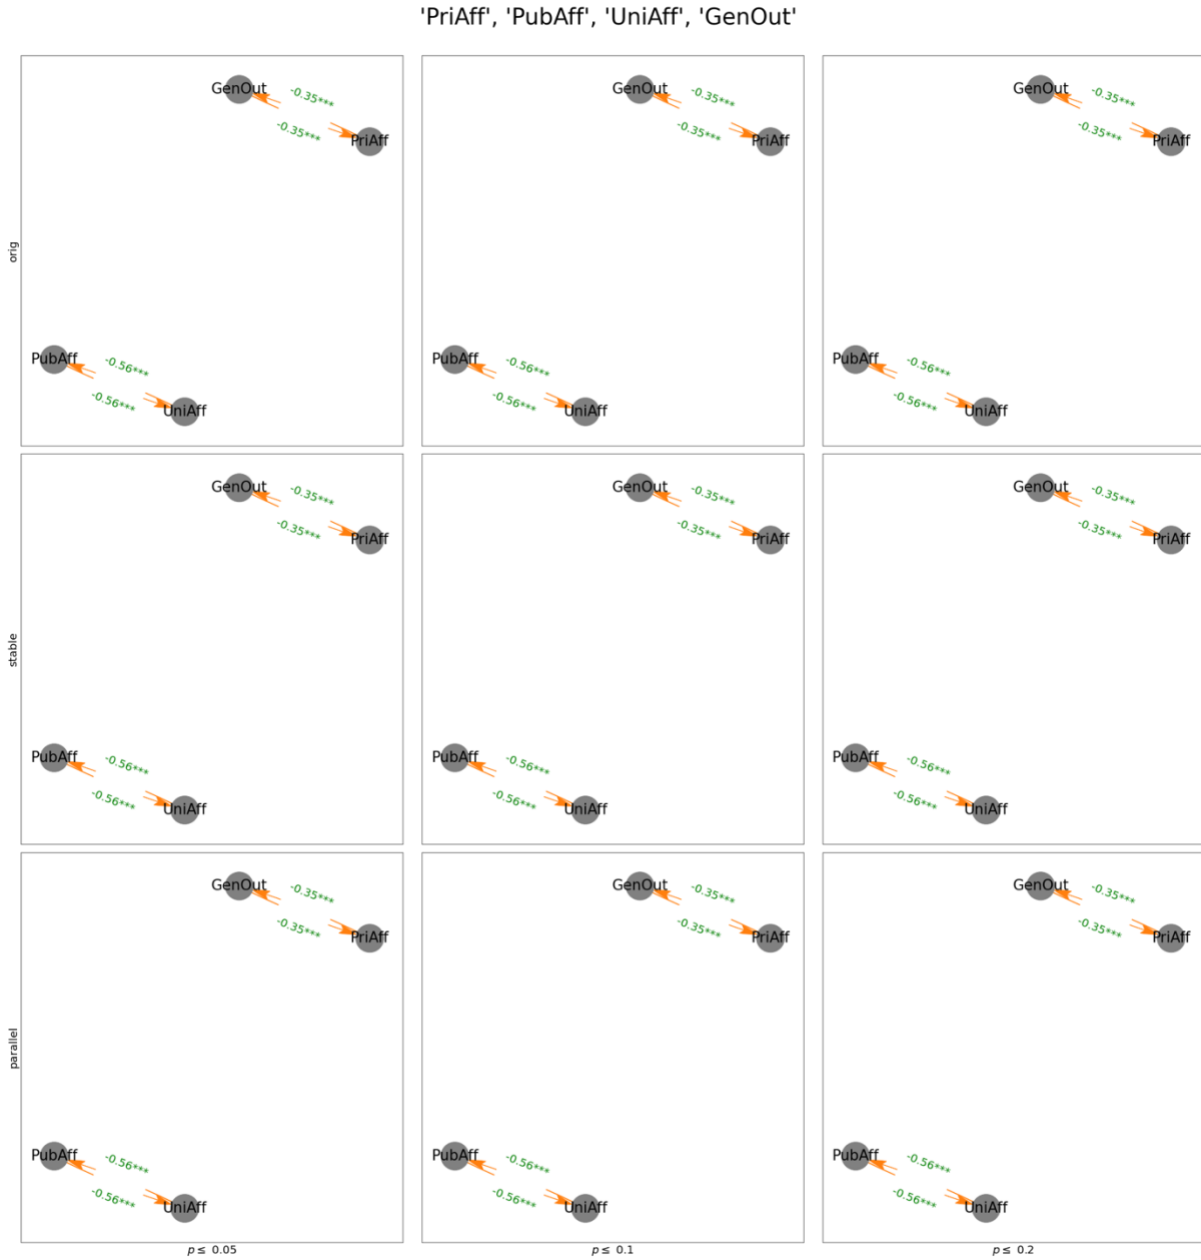 'PriAff', 'PubAff', 'UniAff', 'GenOut'
GenOut
-0.35***
-0.35***
PriAff
PubAff
-0.56***
-0.56***
UniAff
GenOut
-0.35***
-0.35***
PriAff
PubAff
-0.56***
-0.56***
UniAff
GenOut
-0.35***
-0.35***
PriAff
PubAff
-0.56***
-0.56***
UniAff
orig
GenOut
-0.35***
-0.35***
PriAff
PubAff
-0.56***
-0.56***
UniAff
GenOut
-0.35***
-0.35***
PriAff
PubAff
-0.56***
-0.56***
UniAff
GenOut
-0.35***
-0.35***
PriAff
PubAff
-0.56***
-0.56***
UniAff
stable
GenOut
-0.35***
-0.35***
PriAff
PubAff
-0.56***
-0.56***
UniAff
GenOut
-0.35***
-0.35***
PriAff
PubAff
-0.56***
-0.56***
UniAff
GenOut
-0.35***
-0.35***
PriAff
PubAff
-0.56***
-0.56***
UniAff
parallel
p ≤ 0.05
p ≤ 0.1
p ≤ 0.2